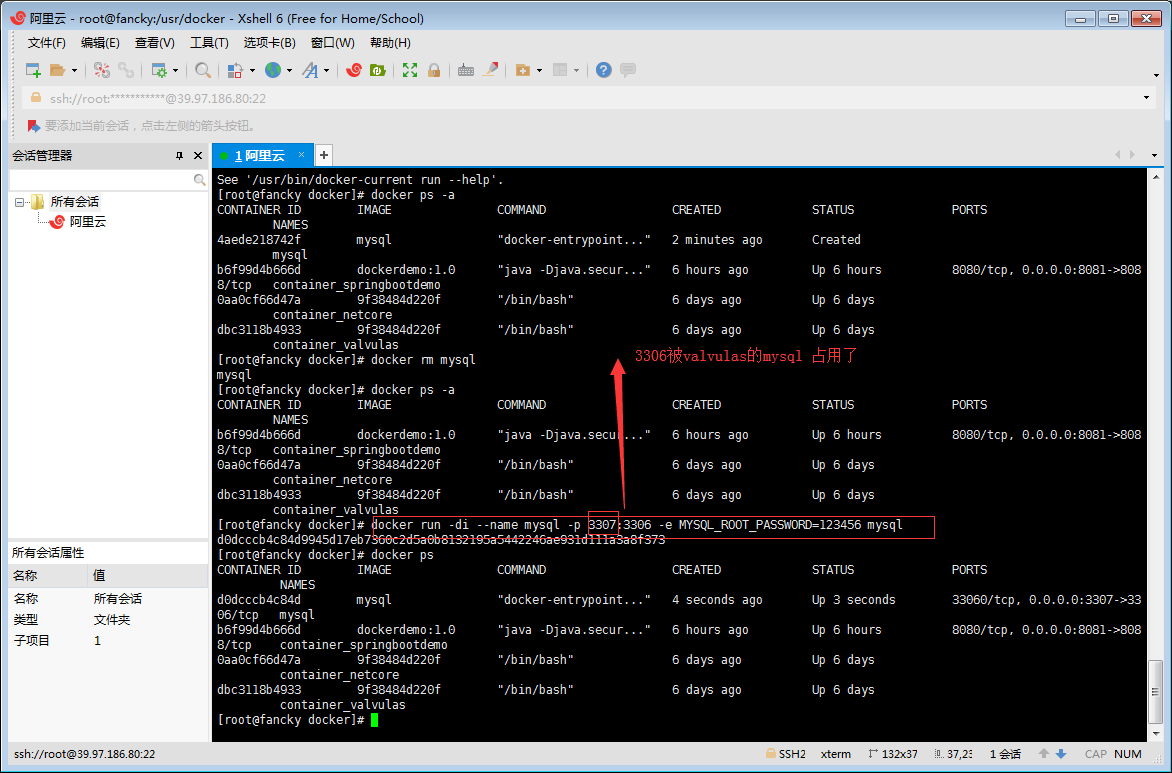 阿里云 - root@fancky:/usr/docker - Xshell 6 (Free for Home/School)
文件(F) 编辑(E) 查看(V) 工具(T) 选项卡(B) 窗口(W) 帮助(H)
ssh://root:***********@39.97.186.80:22
要添加当前会话，点击左侧的箭头按钮。
会话管理器
1 阿里云
所有会话
阿里云
See '/usr/bin/docker-current run --help'.
[root@fancky docker]# docker ps -a
CONTAINER ID        IMAGE               COMMAND                  CREATED             STATUS              PORTS
        NAMES
4aede218742f        mysql               "docker-entrypoint..."   2 minutes ago       Created
        mysql
b6f99d4b666d        dockerdemo:1.0      "java -Djava.secur..."   6 hours ago         Up 6 hours          8080/tcp, 0.0.0.0:8081->808
8/tcp   container_springbootdemo
0aa0cf66d47a        9f38484d220f        "/bin/bash"              6 days ago          Up 6 days
        container_netcore
dbc3118b4933        9f38484d220f        "/bin/bash"              6 days ago          Up 6 days
        container_valvulas
3306被valvulas的mysql 占用了
[root@fancky docker]# docker rm mysql
mysql
[root@fancky docker]# docker ps -a
CONTAINER ID        IMAGE               COMMAND                  CREATED             STATUS              PORTS
        NAMES
b6f99d4b666d        dockerdemo:1.0      "java -Djava.secur..."   6 hours ago         Up 6 hours          8080/tcp, 0.0.0.0:8081->808
8/tcp   container_springbootdemo
0aa0cf66d47a        9f38484d220f        "/bin/bash"              6 days ago          Up 6 days
        container_netcore
dbc3118b4933        9f38484d220f        "/bin/bash"              6 days ago          Up 6 days
        container_valvulas
[root@fancky docker]# docker run -di --name mysql -p 3307:3306 -e MYSQL_ROOT_PASSWORD=123456 mysql
d0dcccb4c84d9945d17eb7360c2d5a0b8132195a5442246ae931d111a3a8f373
[root@fancky docker]# docker ps
CONTAINER ID        IMAGE               COMMAND                  CREATED             STATUS              PORTS
         NAMES
d0dcccb4c84d        mysql               "docker-entrypoint..."   4 seconds ago       Up 3 seconds        33060/tcp, 0.0.0.0:3307->33
06/tcp   mysql
b6f99d4b666d        dockerdemo:1.0      "java -Djava.secur..."   6 hours ago         Up 6 hours          8080/tcp, 0.0.0.0:8081->808
8/tcp    container_springbootdemo
0aa0cf66d47a        9f38484d220f        "/bin/bash"              6 days ago          Up 6 days
         container_netcore
dbc3118b4933        9f38484d220f        "/bin/bash"              6 days ago          Up 6 days
         container_valvulas
[root@fancky docker]#
所有会话属性
名称 值
名称 所有会话
类型 文件夹
子项目 1
ssh://root@39.97.186.80:22 SSH2 xterm 132x37 37,23 1 会话 CAP NUM